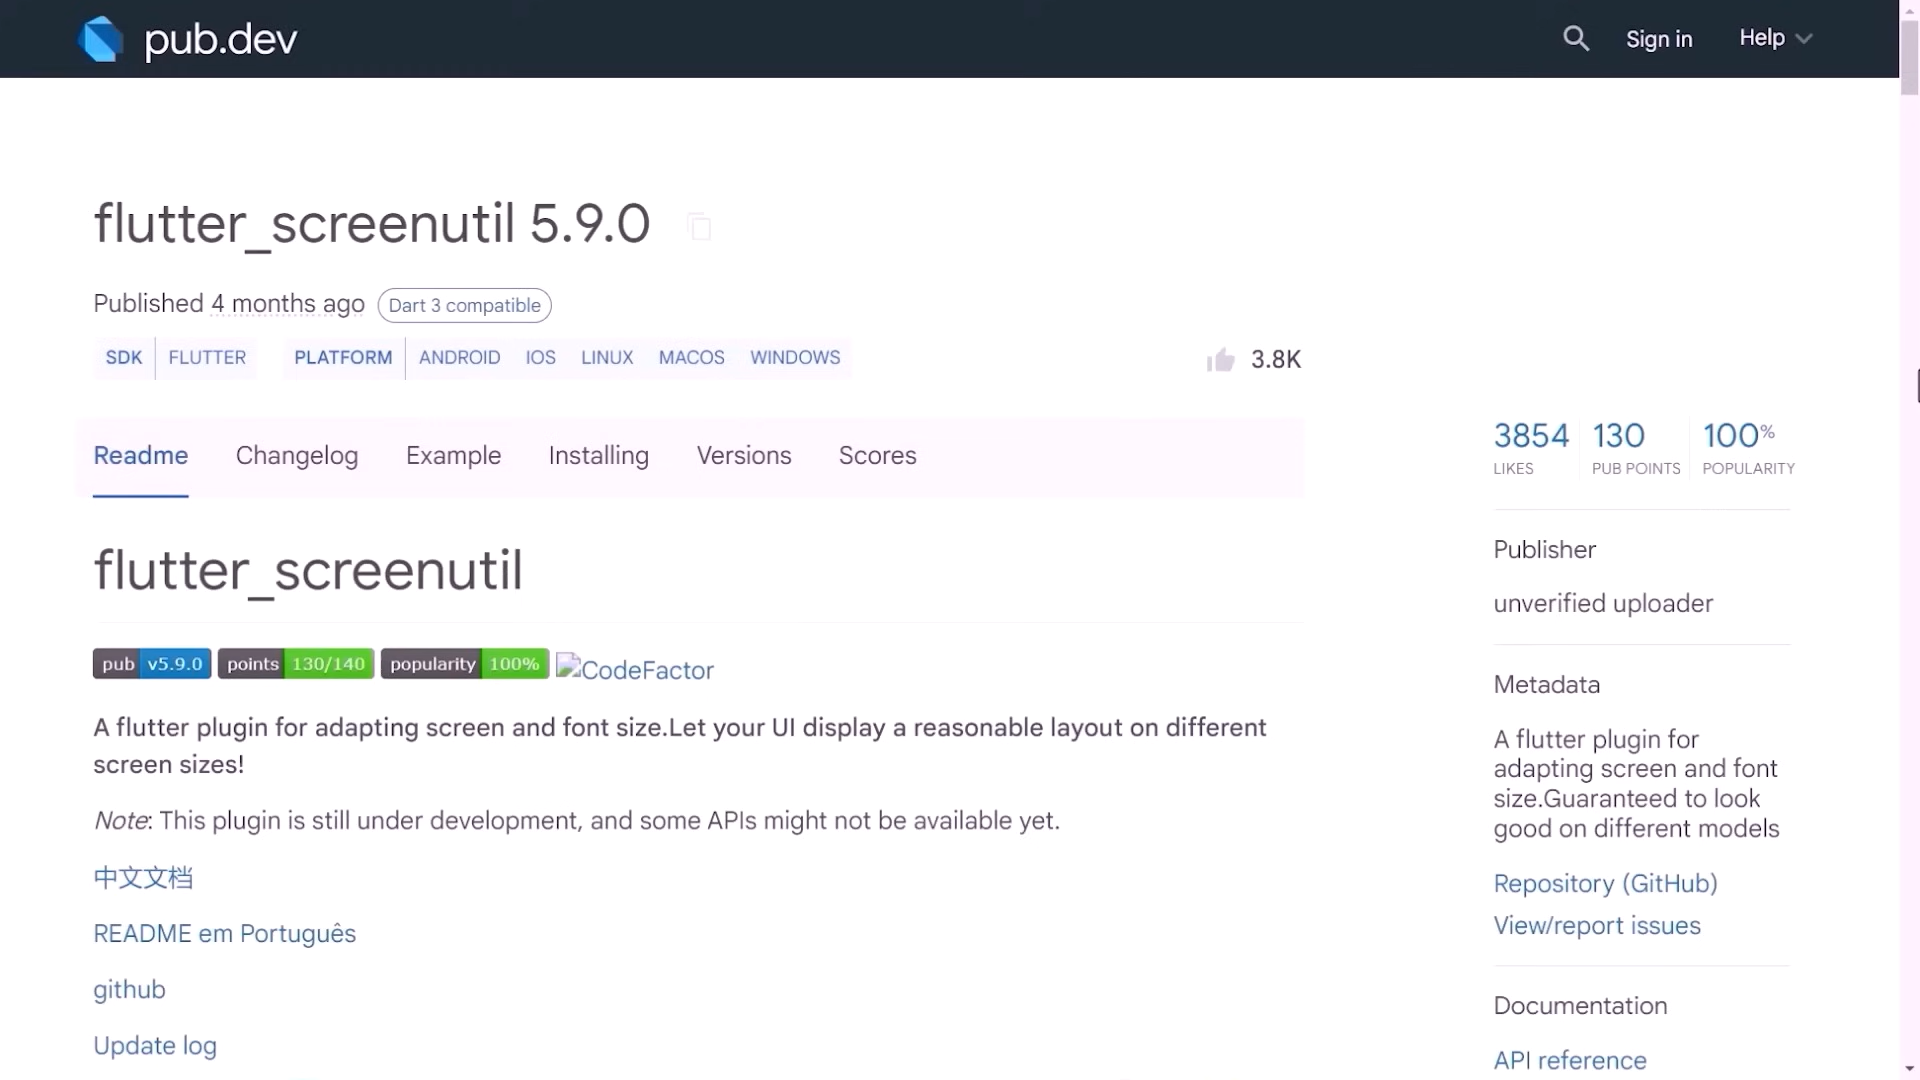 pub.dev
Sign in
Help
flutter_screenutil 5.9.0
Published 4 months ago
Dart 3 compatible
SDK FLUTTER PLATFORM ANDROID IOS LINUX MACOS WINDOWS
3.8K
Readme Changelog Example Installing Versions Scores
flutter_screenutil
pub v5.9.0 points 130/140 popularity 100% CodeFactor
A flutter plugin for adapting screen and font size.Let your UI display a reasonable layout on different
screen sizes!
Note: This plugin is still under development, and some APIs might not be available yet.
中文文档
README em Português
github
Update log
3854 130 100%
LIKES PUB POINTS POPULARITY
Publisher
unverified uploader
Metadata
A flutter plugin for
adapting screen and font
size.Guaranteed to look
good on different models
Repository (GitHub)
View/report issues
Documentation
API reference